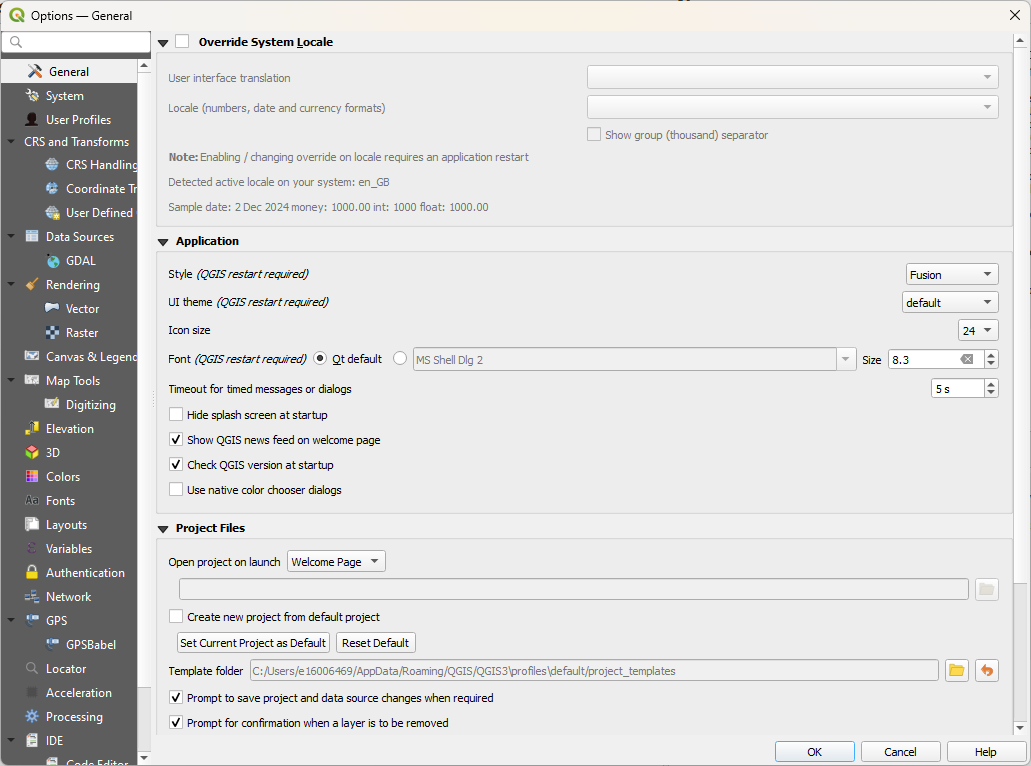 Options — General
General
System
User Profiles
CRS and Transforms
CRS Handling
Coordinate Tr
User Defined
Data Sources
GDAL
Rendering
Vector
Raster
Canvas & Legend
Map Tools
Digitizing
Elevation
3D
Colors
Fonts
Layouts
Variables
Authentication
Network
GPS
GPSBabel
Locator
Acceleration
Processing
IDE
Code Editor
Override System Locale
User interface translation
Locale (numbers, date and currency formats)
Show group (thousand) separator
Note: Enabling / changing override on locale requires an application restart
Detected active locale on your system: en_GB
Sample date: 2 Dec 2024 money: 1000.00 int: 1000 float: 1000.00
Application
Style (QGIS restart required) Fusion
UI theme (QGIS restart required) default
Icon size 24
Font (QGIS restart required) Qt default MS Shell Dlg 2 Size 8.3
Timeout for timed messages or dialogs 5 s
Hide splash screen at startup
Show QGIS news feed on welcome page
Check QGIS version at startup
Use native color chooser dialogs
Project Files
Open project on launch Welcome Page
Create new project from default project
Set Current Project as Default Reset Default
Template folder C:/Users/e16006469/AppData/Roaming/QGIS/QGIS3\profiles\default/project_templates
Prompt to save project and data source changes when required
Prompt for confirmation when a layer is to be removed
OK Cancel Help